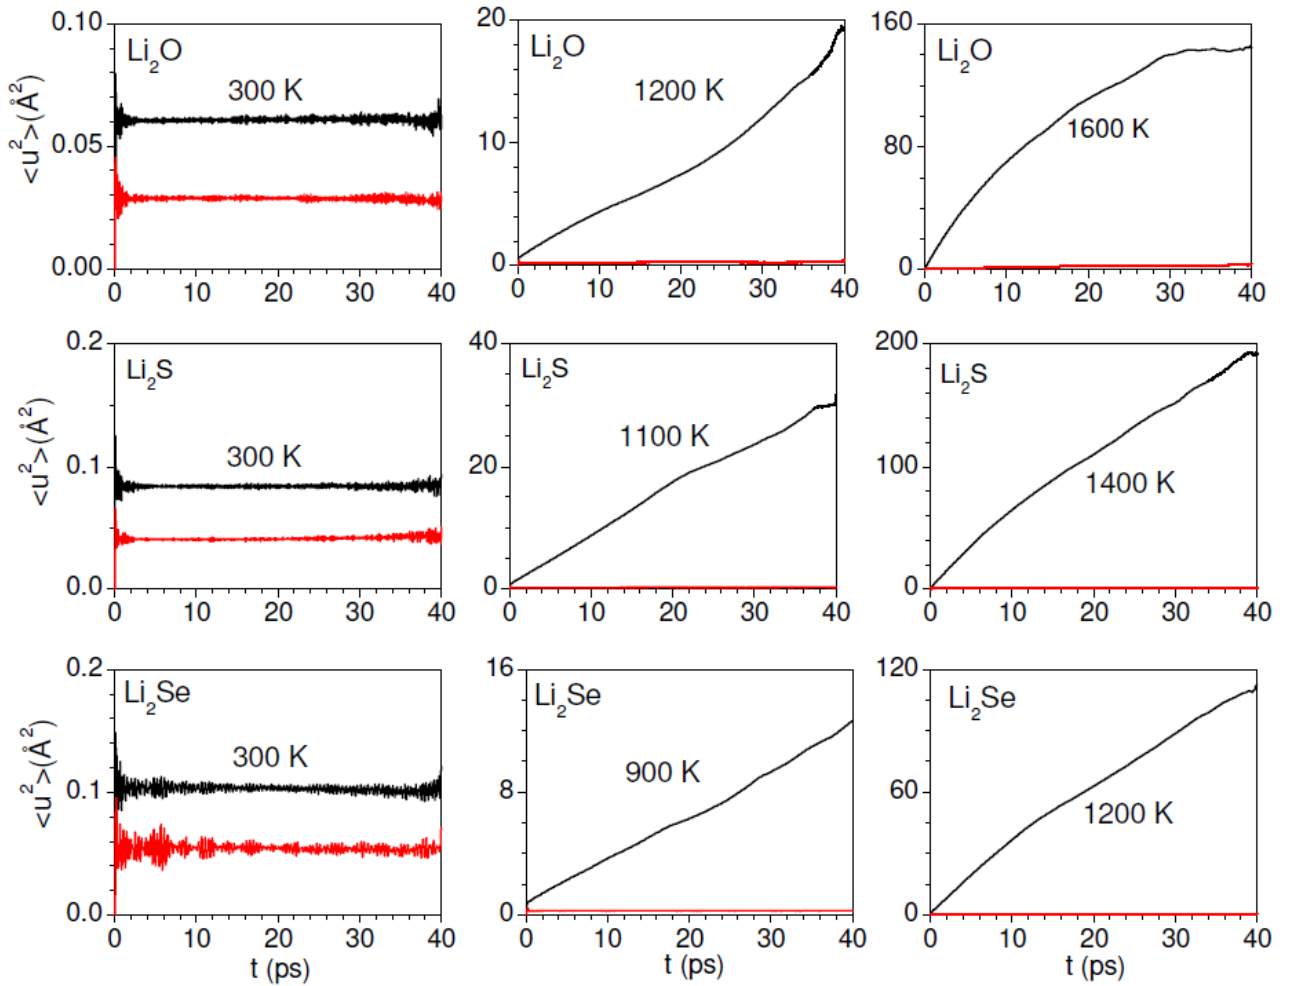 <u²>(Å²)
0.10
0.05
0.00
Li₂O
300 K
0 10 20 30 40
20
10
0
Li₂O
1200 K
0 10 20 30 40
160
80
0
Li₂O
1600 K
0 10 20 30 40
<u²>(Å²)
0.2
0.1
0.0
Li₂S
300 K
0 10 20 30 40
40
20
0
Li₂S
1100 K
0 10 20 30 40
200
100
0
Li₂S
1400 K
0 10 20 30 40
<u²>(Å²)
0.2
0.1
0.0
Li₂Se
300 K
0 10 20 30 40
t (ps)
16
8
0
Li₂Se
900 K
0 10 20 30 40
t (ps)
120
60
0
Li₂Se
1200 K
0 10 20 30 40
t (ps)